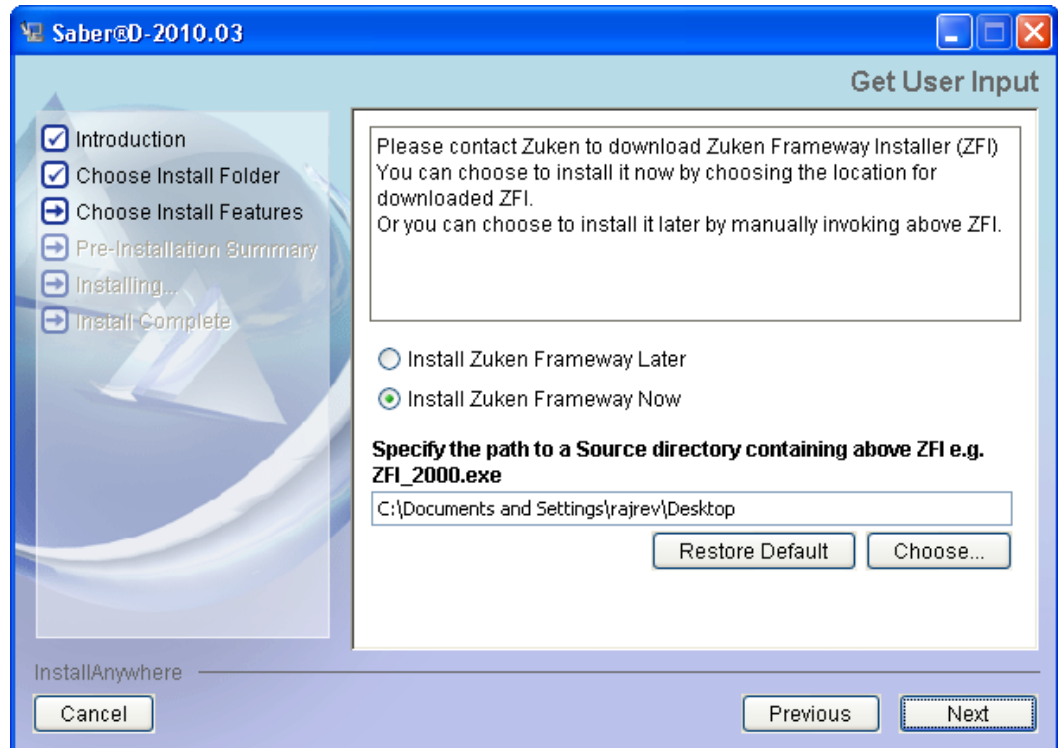 Saber®D-2010.03
Get User Input
Introduction
Choose Install Folder
Choose Install Features
Pre-Installation Summary
Installing...
Install Complete
Please contact Zuken to download Zuken Frameway Installer (ZFI)
You can choose to install it now by choosing the location for
downloaded ZFI.
Or you can choose to install it later by manually invoking above ZFI.
Install Zuken Frameway Later
Install Zuken Frameway Now
Specify the path to a Source directory containing above ZFI e.g.
ZFI_2000.exe
C:\Documents and Settings\rajrev\Desktop
Restore Default
Choose...
InstallAnywhere
Cancel
Previous
Next